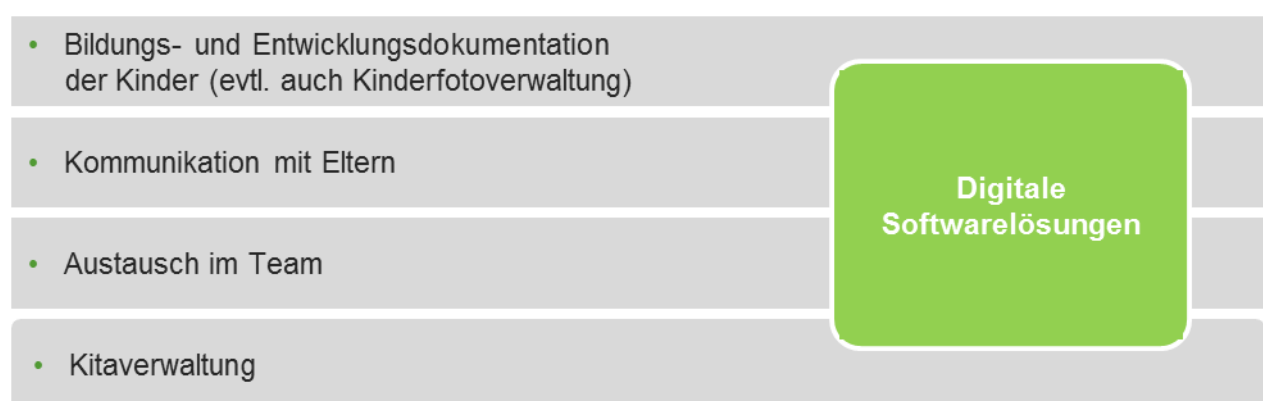 • Bildungs- und Entwicklungsdokumentation
der Kinder (evtl. auch Kinderfotoverwaltung)
• Kommunikation mit Eltern
Digitale
Softwarelösungen
• Austausch im Team
• Kitaverwaltung